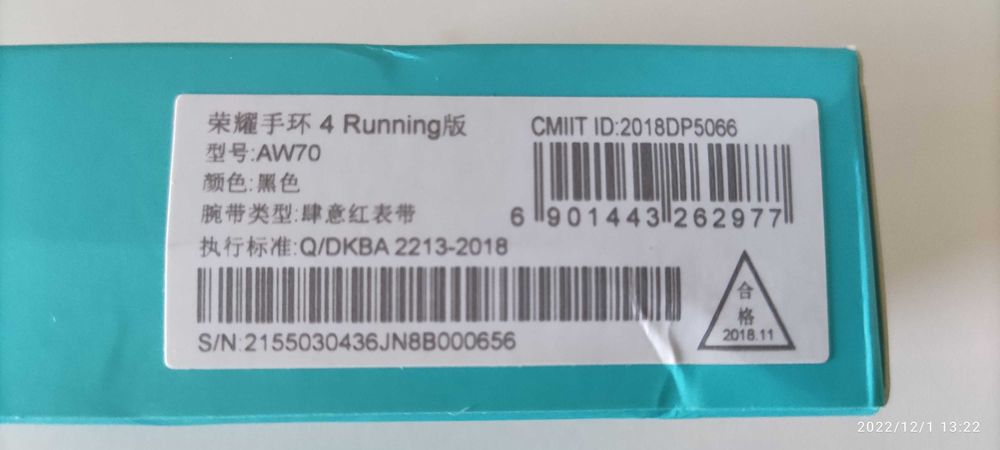 荣耀手环 4 Running版
型号:AW70
颜色:黑色
腕带类型:肆意红表带
执行标准:Q/DKBA 2213-2018
S/N:2155030436JN8B000656
CMIIT ID:2018DP5066
6 901443 262977
合
格
2018.11
2022/12/1 13:22